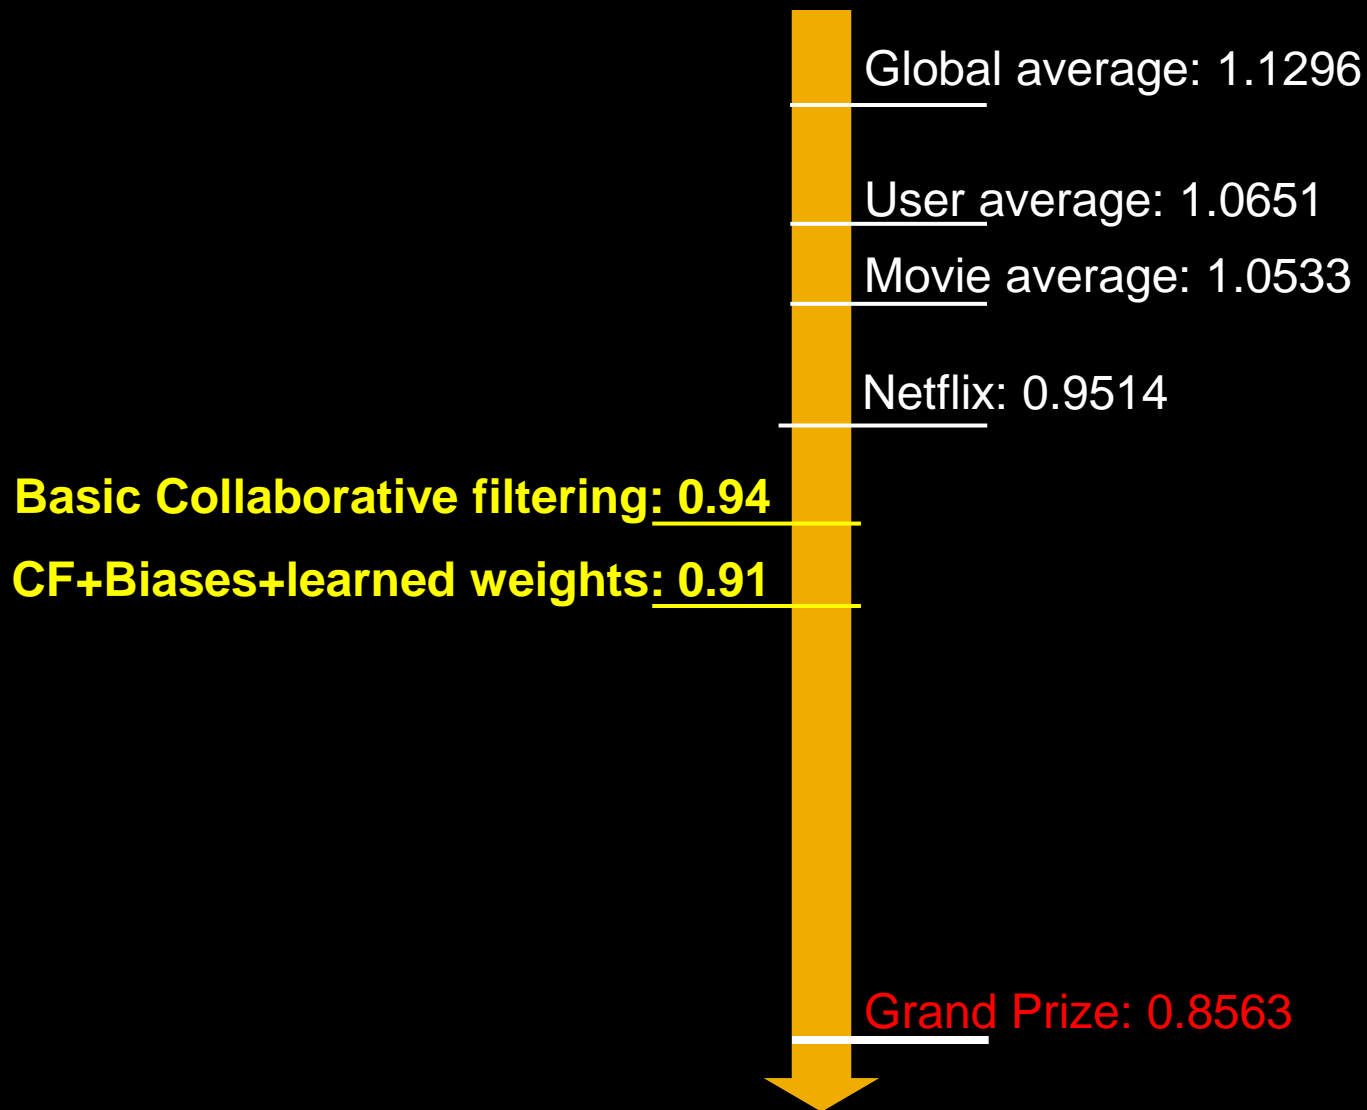 Global average: 1.1296
User average: 1.0651
Movie average: 1.0533
Netflix: 0.9514
Basic Collaborative filtering: 0.94
CF+Biases+learned weights: 0.91
Grand Prize: 0.8563